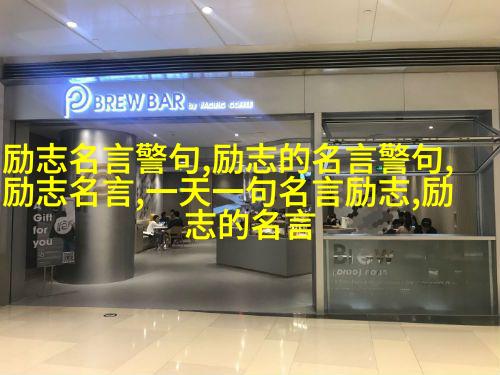 BREW BAR by PACIFIC COFFEE
励志名言警句,励志的名言警句,
励志名言,一天一句名言励志,励
志的名言
Gift
for
you